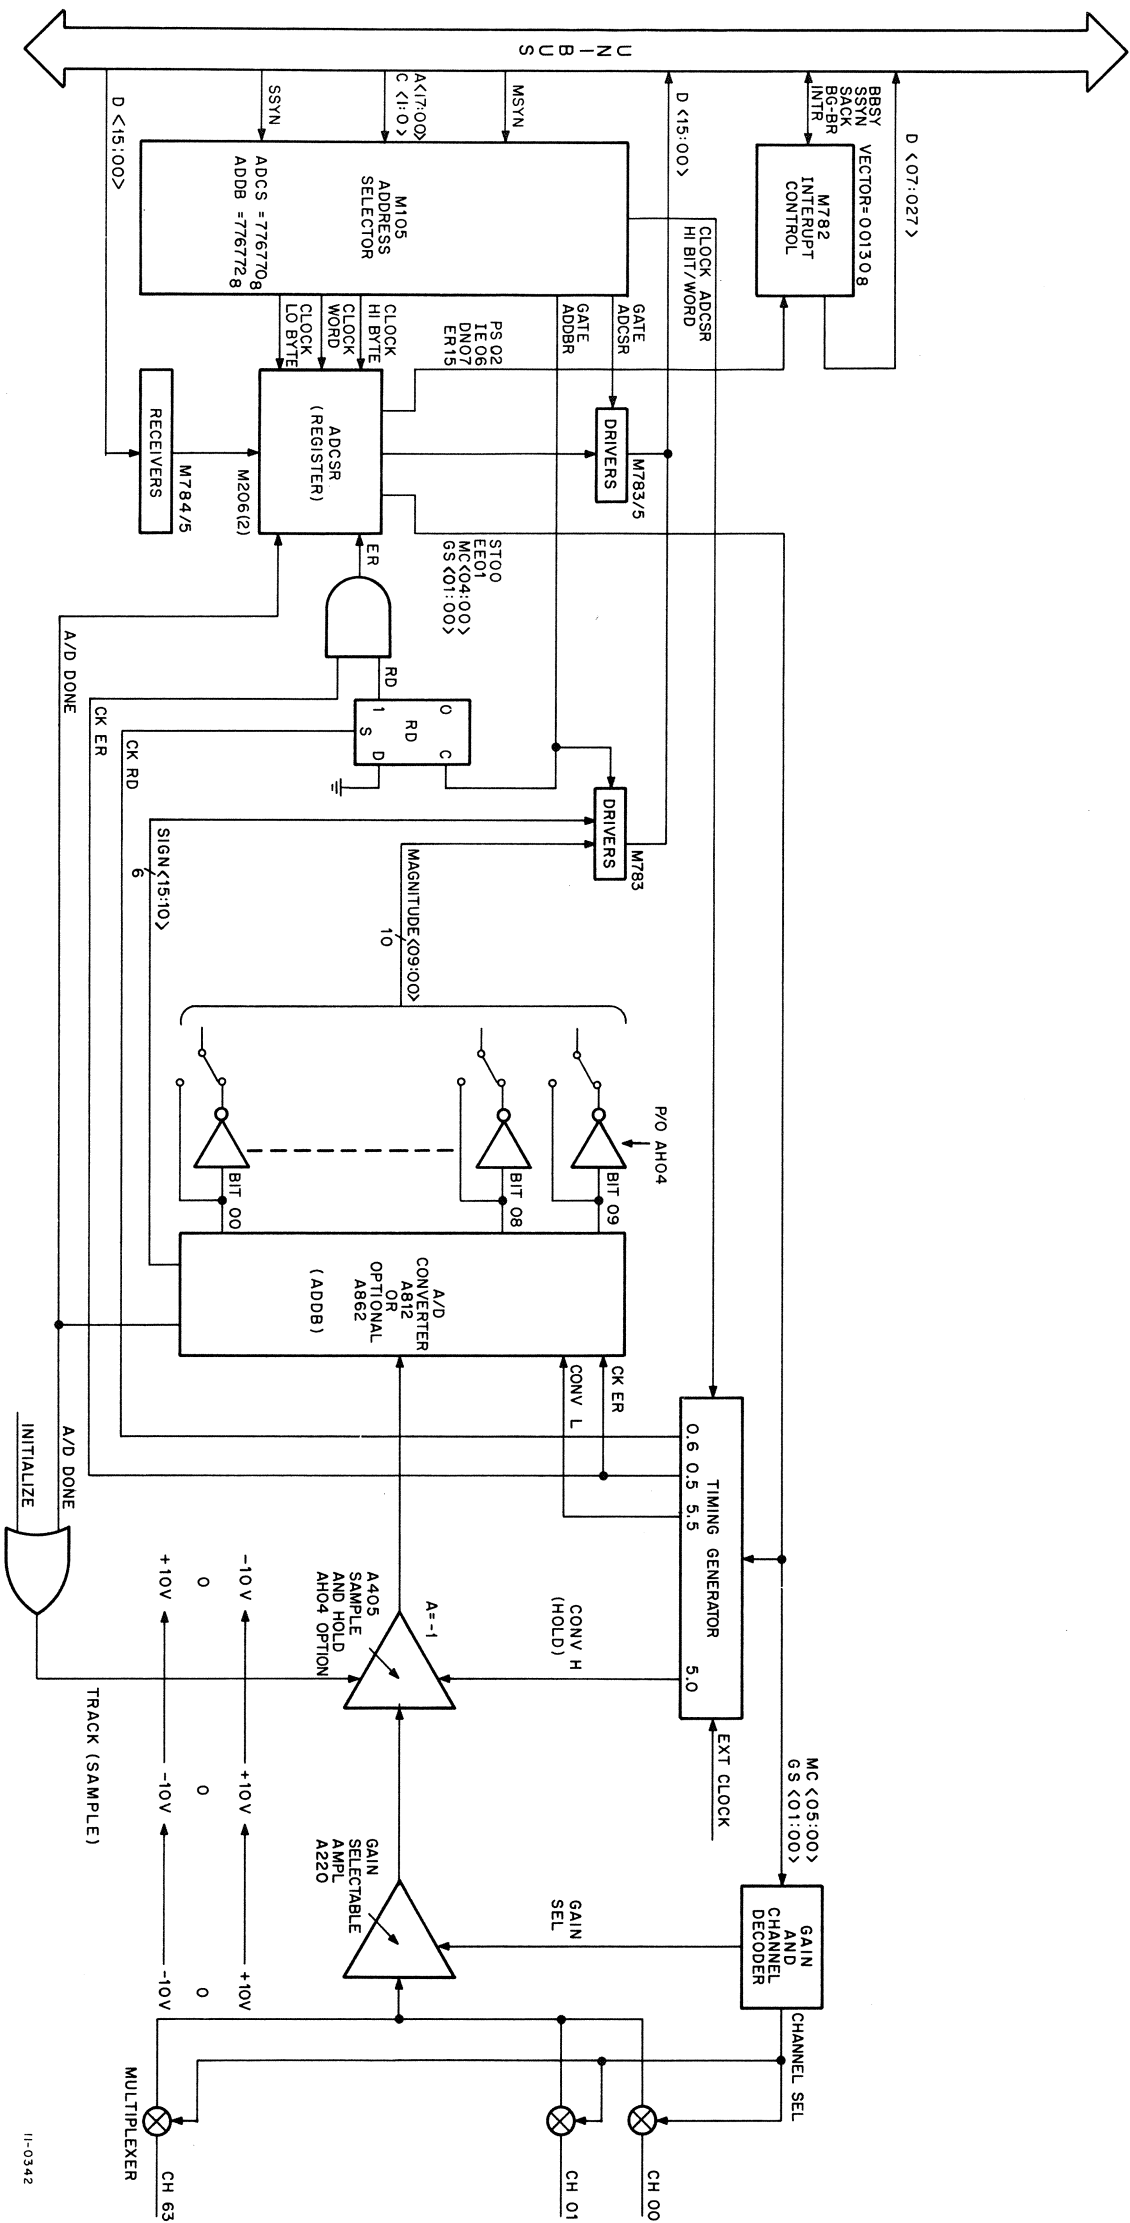 UNIBUS
D <15:00>
SSYN
A<17:00>
C <1:0>
MSYN
D <15:00>
BBSY
SSYN
SACK
BG-BR
INTR
D <07:027>
M105
ADDRESS
SELECTOR
ADCS = 776770 8
ADDB = 776772 8
VECTOR= 00130 8
M782
INTERUPT
CONTROL
CLOCK ADCSR
HI BIT/WORD
GATE
ADCSR
GATE
ADDBR
PS 02
IE 06
DN07
ER15
CLOCK
HI BYTE
CLOCK
WORD
CLOCK
LO BYTE
RECEIVERS
M784/5
ADCSR
(REGISTER)
M206(2)
DRIVERS
M783/5
ST00
EE01
MC<04:00>
GS<01:00>
ER
RD
0
1
RD
S
C
D
A/D DONE
CK ER
CK RD
DRIVERS
M783
SIGN<15:10>
6
MAGNITUDE<09:00>
10
P/O AH04
BIT 09
BIT 08
BIT 00
A/D
CONVERTER
A812
OR
OPTIONAL
A862
(ADDB)
CK ER
CONV L
TIMING GENERATOR
0.6
0.5
5.5
5.0
EXT CLOCK
CONV H
(HOLD)
A/D DONE
INITIALIZE
A=-1
A405
SAMPLE
AND HOLD
AH04 OPTION
-10V
+10V
+10V
0
0
0
+10V
-10V
-10V
TRACK (SAMPLE)
GAIN
SELECTABLE
AMPL
A220
GAIN
SEL
MC <05:00>
GS <01:00>
GAIN
AND
CHANNEL
DECODER
CHANNEL SEL
CH 00
CH 01
CH 63
MULTIPLEXER
11-0342